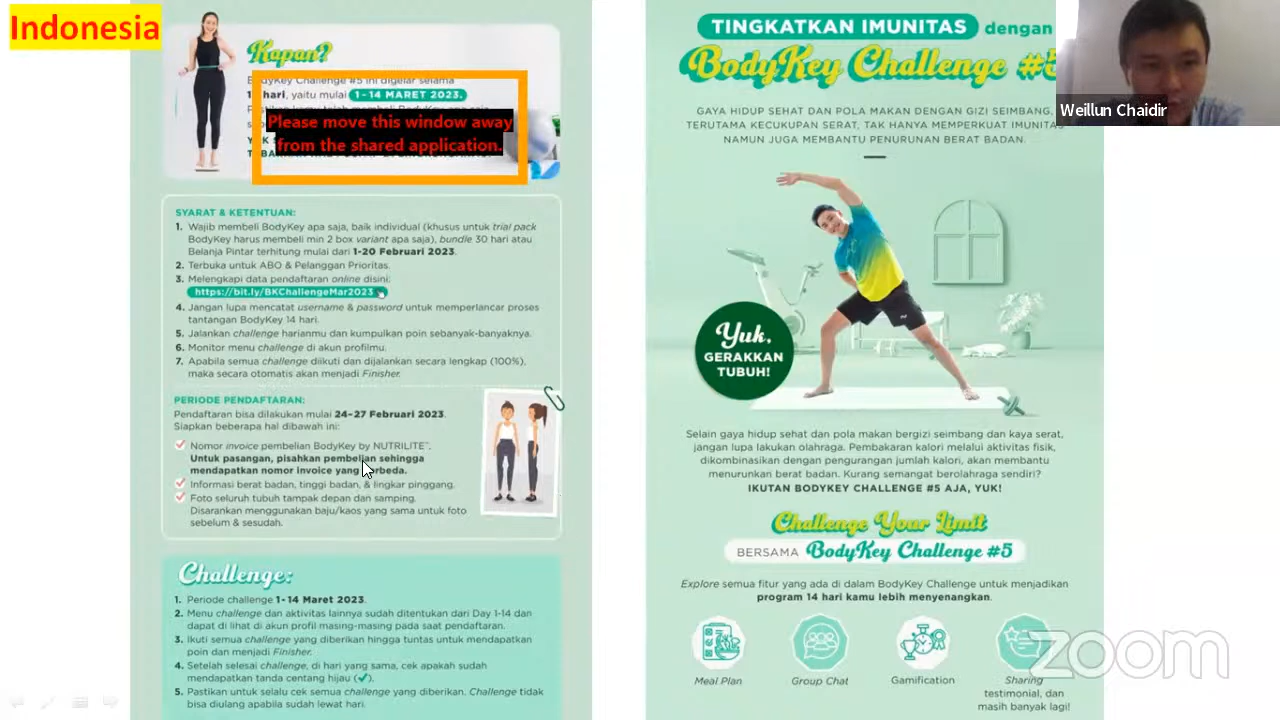 Indonesia
Kapan?
BodyKey Challenge #5 ini digelar selama
hari, yaitu mulai 1-14 MARET 2023.
Please move this window away
from the shared application.
SYARAT & KETENTUAN:
1. Wajib membeli BodyKey apa saja, baik individual (khusus untuk trial pack
BodyKey harus membeli min 2 box variant apa saja), bundle 30 hari atau
Belanja Pintar terhitung mulai dari 1-20 Februari 2023.
2. Terbuka untuk ABO & Pelanggan Prioritas.
3. Melengkapi data pendaftaran online disini:
https://bit.ly/BKChallengeMar2023
4. Jangan lupa mencatat username & password untuk memperlancar proses
tantangan BodyKey 14 hari.
5. Jalankan challenge harianmu dan kumpulkan poin sebanyak-banyaknya.
6. Monitor menu challenge di akun profilmu.
7. Apabila semua challenge diikuti dan dijalankan secara lengkap (100%),
maka secara otomatis akan menjadi Finisher.
PERIODE PENDAFTARAN:
Pendaftaran bisa dilakukan mulai 24-27 Februari 2023.
Siapkan beberapa hal dibawah ini:
Nomor invoice pembelian BodyKey by NUTRILITE™.
Untuk pasangan, pisahkan pembelian sehingga
mendapatkan nomor invoice yang berbeda.
Informasi berat badan, tinggi badan, & lingkar pinggang.
Foto seluruh tubuh tampak depan dan samping.
Disarankan menggunakan baju/kaos yang sama untuk foto
sebelum & sesudah.
Challenge:
1. Periode challenge 1-14 Maret 2023.
2. Menu challenge dan aktivitas lainnya sudah ditentukan dari Day 1-14 dan
dapat di lihat di akun profil masing-masing pada saat pendaftaran.
3. Ikuti semua challenge yang diberikan hingga tuntas untuk mendapatkan
poin dan menjadi Finisher.
4. Setelah selesai challenge, di hari yang sama, cek apakah sudah
mendapatkan tanda centang hijau (✓).
5. Pastikan untuk selalu cek semua challenge yang diberikan. Challenge tidak
bisa diulang apabila sudah lewat hari.
TINGKATKAN IMUNITAS dengan
BodyKey Challenge #5
GAYA HIDUP SEHAT DAN POLA MAKAN DENGAN GIZI SEIMBANG,
TERUTAMA KECUKUPAN SERAT, TAK HANYA MEMPERKUAT IMUNITAS
NAMUN JUGA MEMBANTU PENURUNAN BERAT BADAN.
Weillun Chaidir
Yuk,
GERAKKAN
TUBUH!
Selain gaya hidup sehat dan pola makan bergizi seimbang dan kaya serat,
jangan lupa lakukan olahraga. Pembakaran kalori melalui aktivitas fisik,
dikombinasikan dengan pengurangan jumlah kalori, akan membantu
menurunkan berat badan. Kurang semangat berolahraga sendiri?
IKUTAN BODYKEY CHALLENGE #5 AJA, YUK!
Challenge Your Limit
BERSAMA BodyKey Challenge #5
Explore semua fitur yang ada di dalam BodyKey Challenge untuk menjadikan
program 14 hari kamu lebih menyenangkan.
Meal Plan
Group Chat
Gamification
Sharing
testimonial, dan
masih banyak lagi!
zoom